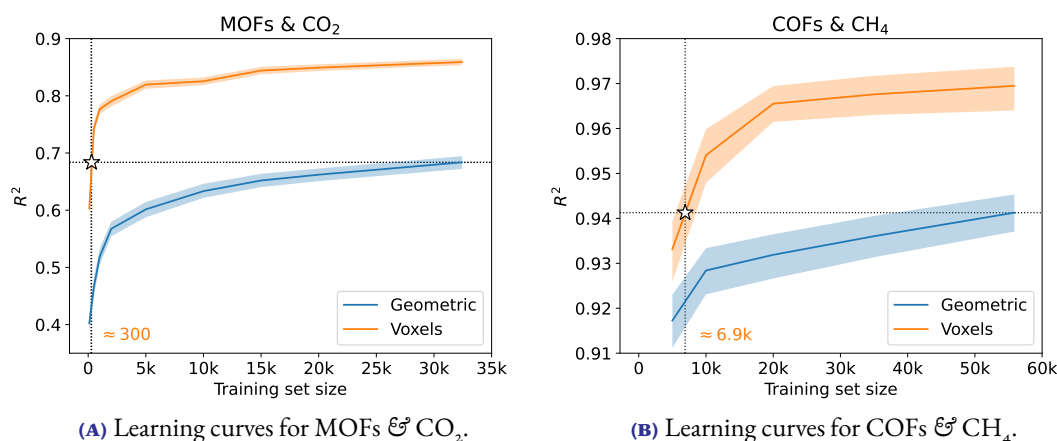 MOFs & CO₂
0.9
0.8
0.7
0.6
0.5
0.4
R²
≈ 300
Geometric
Voxels
0 5k 10k 15k 20k 25k 30k 35k
Training set size
(A) Learning curves for MOFs & CO₂.
COFs & CH₄
0.98
0.97
0.96
0.95
0.94
0.93
0.92
0.91
R²
≈ 6.9k
Geometric
Voxels
0 10k 20k 30k 40k 50k 60k
Training set size
(B) Learning curves for COFs & CH₄.